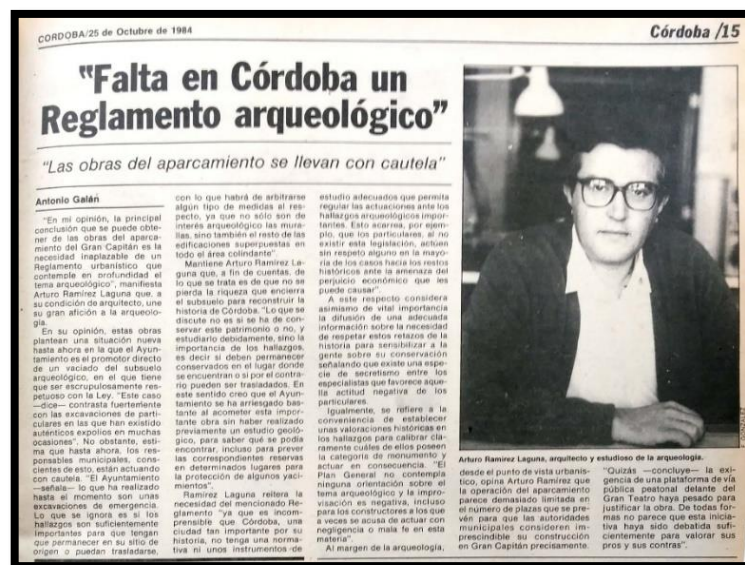 CORDOBA/25 de Octubre de 1984
Córdoba /15
"Falta en Córdoba un
Reglamento arqueológico"
"Las obras del aparcamiento se llevan con cautela"
Antonio Galán
"En mi opinión, la principal
conclusión que se puede obte-
ner de las obras del aparca-
miento del Gran Capitán es la
necesidad inaplazable de un
Reglamento urbanístico que
contemple en profundidad el
tema arqueológico", manifiesta
Arturo Ramírez Laguna que, a
su condición de arquitecto, une
su gran afición a la arqueolo-
gía.
En su opinión, estas obras
plantean una situación nueva
hasta ahora en la que el Ayun-
tamiento es el promotor directo
de un vaciado del subsuelo
arqueológico, en el que tiene
que ser escrupulosamente res-
petuoso con la Ley. "Este caso
—dice— contrasta fuertemente
con las excavaciones de particu-
lares en las que han existido
auténticos expolios en muchas
ocasiones". No obstante, esti-
ma que hasta ahora, los res-
ponsables municipales, cons-
cientes de esto, están actuando
con cautela. "El Ayuntamiento
—señala— lo que ha realizado
hasta el momento son unas
excavaciones de emergencia.
Lo que se ignora es si los
hallazgos son suficientemente
importantes para que tengan
que permanecer en su sitio de
origen o puedan trasladarse,
con lo que habrá de arbitrarse
algún tipo de medidas al res-
pecto, ya que no sólo son de
interés arqueológico las mura-
llas, sino también el resto de las
edificaciones superpuestas en
todo el área colindante".
Mantiene Arturo Ramírez La-
guna que, a fin de cuentas, de
lo que se trata es de que no se
pierda la riqueza que encierra
el subsuelo para reconstruir la
historia de Córdoba. "Lo que se
discute no es si se ha de con-
servar este patrimonio o no, y
estudiarlo debidamente, sino la
importancia de los hallazgos,
es decir si deben permanecer
conservados en el lugar donde
se encuentran o si por el contra-
rio pueden ser trasladados. En
este sentido creo que el Ayun-
tamiento se ha arriesgado bas-
tante al acometer esta impor-
tante obra sin haber realizado
previamente un estudio geoló-
gico, para saber qué se podía
encontrar, incluso para prever
las correspondientes reservas
en determinados lugares para
la protección de algunos yaci-
mientos".
Ramírez Laguna reitera la
necesidad del mencionado Regla-
mento "ya que es incom-
prensible que Córdoba, una
ciudad tan importante por su
historia, no tenga una norma-
tiva ni unos instrumentos de
estudio adecuados que permita
regular las actuaciones ante los
hallazgos arqueológicos impor-
tantes. Esto acarrea, por ejem-
plo, que los particulares, al no
existir esta legislación, actúen
sin respeto alguno en la mayo-
ría de los casos hacia los restos
históricos ante la amenaza del
perjuicio económico que les
puede causar".
A este respecto considera
asimismo de vital importancia
la difusión de una adecuada
información sobre la necesidad
de respetar estos retazos de la
historia para sensibilizar a la
gente sobre su conservación
señalando que existe una espe-
cie de secretismo entre los
especialistas que favorece aque-
lla actitud negativa de los
particulares.
Igualmente, se refiere a la
conveniencia de establecer
unas valoraciones históricas en
los hallazgos para calibrar cla-
ramente cuáles de ellos poseen
la categoría de monumento y
actuar en consecuencia. "El
Plan General no contempla
ninguna orientación sobre el
tema arqueológico y la impro-
visación es negativa, incluso
para los constructores a los que
a veces se acusa de actuar con
negligencia o mala fe en esta
materia".
Al margen de la arqueología,
Arturo Ramírez Laguna, arquitecto y estudioso de la arqueología.
desde el punto de vista urbanís-
tico, opina Arturo Ramírez que
la operación del aparcamiento
parece demasiado limitada en
el número de plazas que se pre-
vén para que las autoridades
municipales consideren im-
prescindible su construcción
en Gran Capitán precisamente.
"Quizás —concluye— la exi-
gencia de una plataforma de vía
pública peatonal delante del
Gran Teatro haya pesado para
justificar la obra. De todas for-
mas no parece que esta inicia-
tiva haya sido debatida sufi-
cientemente para valorar sus
pros y sus contras".